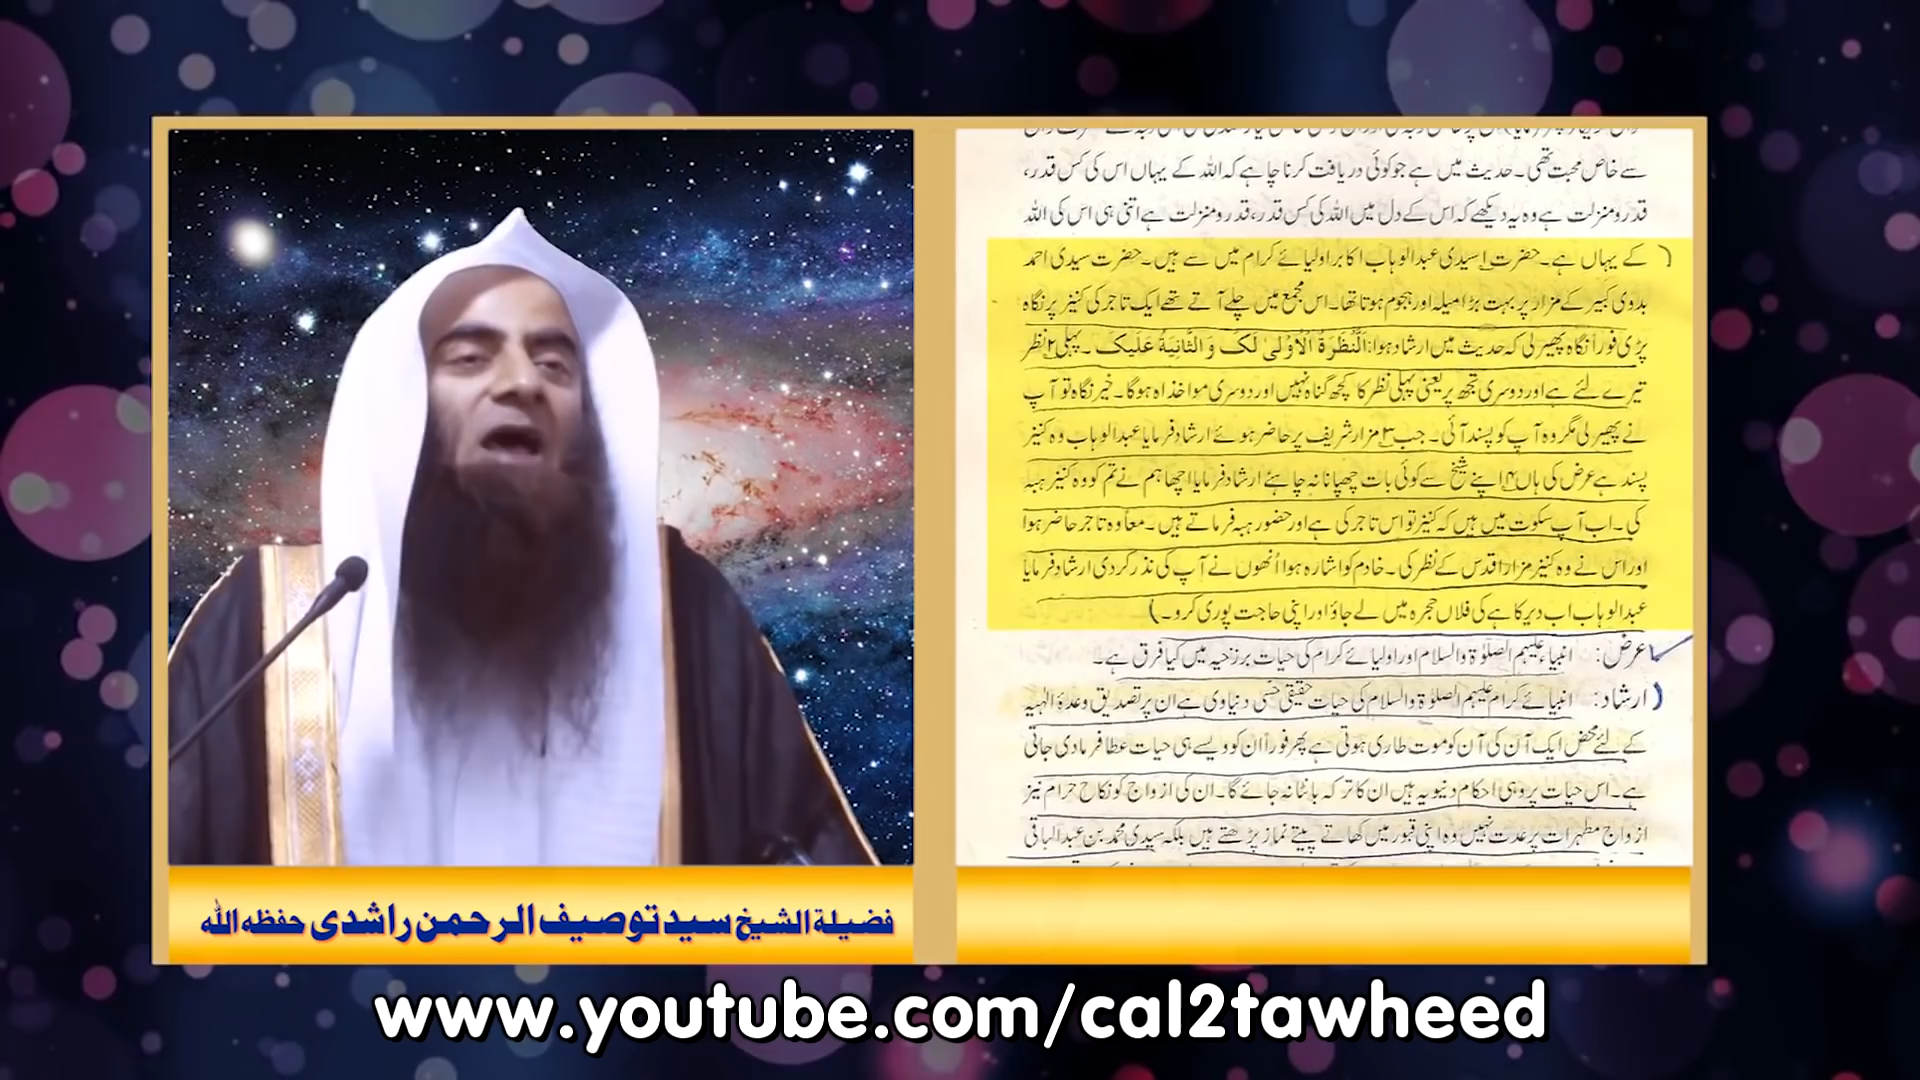 سے خاص محبت تھی۔ حدیث میں ہے جو کوئی دریافت کرنا چاہے کہ اللہ کے یہاں اس کی کس قدر،
قدر و منزلت ہے وہ یہ دیکھے کہ اس کے دل میں اللہ کی کس قدر، قدر و منزلت ہے اتنی ہی اس کی اللہ
کے یہاں ہے۔ حضرت سیدی عبدالوہاب اکابر اولیائے کرام میں سے ہیں۔ حضرت سیدی احمد
بدوی کبیر کے مزار پر بہت بڑا میلہ اور ہجوم ہوتا تھا۔ اس مجمع میں چلے آتے تھے ایک تاجر کی کنیز پر نگاہ
پڑی فوراً نگاہ پھیر لی کہ حدیث میں ارشاد ہوا: اَلنَّظَرَةُ الْاُوْلٰی لَکَ وَ الثَّانِیَةُ عَلَیْکَ ۔ پہلی۲ نظر
تیرے لئے ہے اور دوسری تجھ پر یعنی پہلی نظر کا کچھ گناہ نہیں اور دوسری مواخذاہ ہوگا۔ خیر نگاہ تو آپ
نے پھیر لی مگر وہ آپ کو پسند آئی۔ جب۳ مزار شریف پر حاضر ہوئے ارشاد فرمایا عبدالوہاب وہ کنیز
پسند ہے عرض کی ہاں۴ اپنے شیخ سے کوئی بات چھپانا نہ چاہئے ارشاد فرمایا اچھا ہم نے تم کو وہ کنیز ہبہ
کی۔ اب آپ سکوت میں ہیں کہ کنیز تو اس تاجر کی ہے اور حضور ہبہ فرماتے ہیں۔ معاً وہ تاجر حاضر ہوا
اور اس نے وہ کنیز مزار اقدس کے نظر کی۔ خادم کو اشارہ ہوا اُنھوں نے آپ کی نذر کر دی ارشاد فرمایا
عبدالوہاب اب دیر کاہے کی فلاں حجرہ میں لے جاؤ اور اپنی حاجت پوری کرو۔)
عرض: انبیاء علیہم الصلوٰۃ والسلام اور اولیائے کرام کی حیات برزخیہ میں کیا فرق ہے۔
ارشاد: انبیائے کرام علیہم الصلوٰۃ والسلام کی حیات حقیقی حسی دنیاوی ہے ان پر تصدیق وعدۂ الٰہیہ
کے لئے محض ایک آن کی آن کو موت طاری ہوتی ہے پھر فوراً ان کو ویسے ہی حیات عطا فرما دی جاتی
ہے۔ اس حیات پر وہی احکام دنیویہ ہیں ان کا ترکہ بانٹا نہ جائے گا۔ ان کی ازواج کو نکاح حرام نیز
ازواج مطہرات پر عدت نہیں وہ اپنی قبور میں کھاتے پیتے نماز پڑھتے ہیں بلکہ سیدی محمد بن عبدالباقی
فضیلة الشیخ سید توصیف الرحمن راشدی حفظه الله
www.youtube.com/cal2tawheed